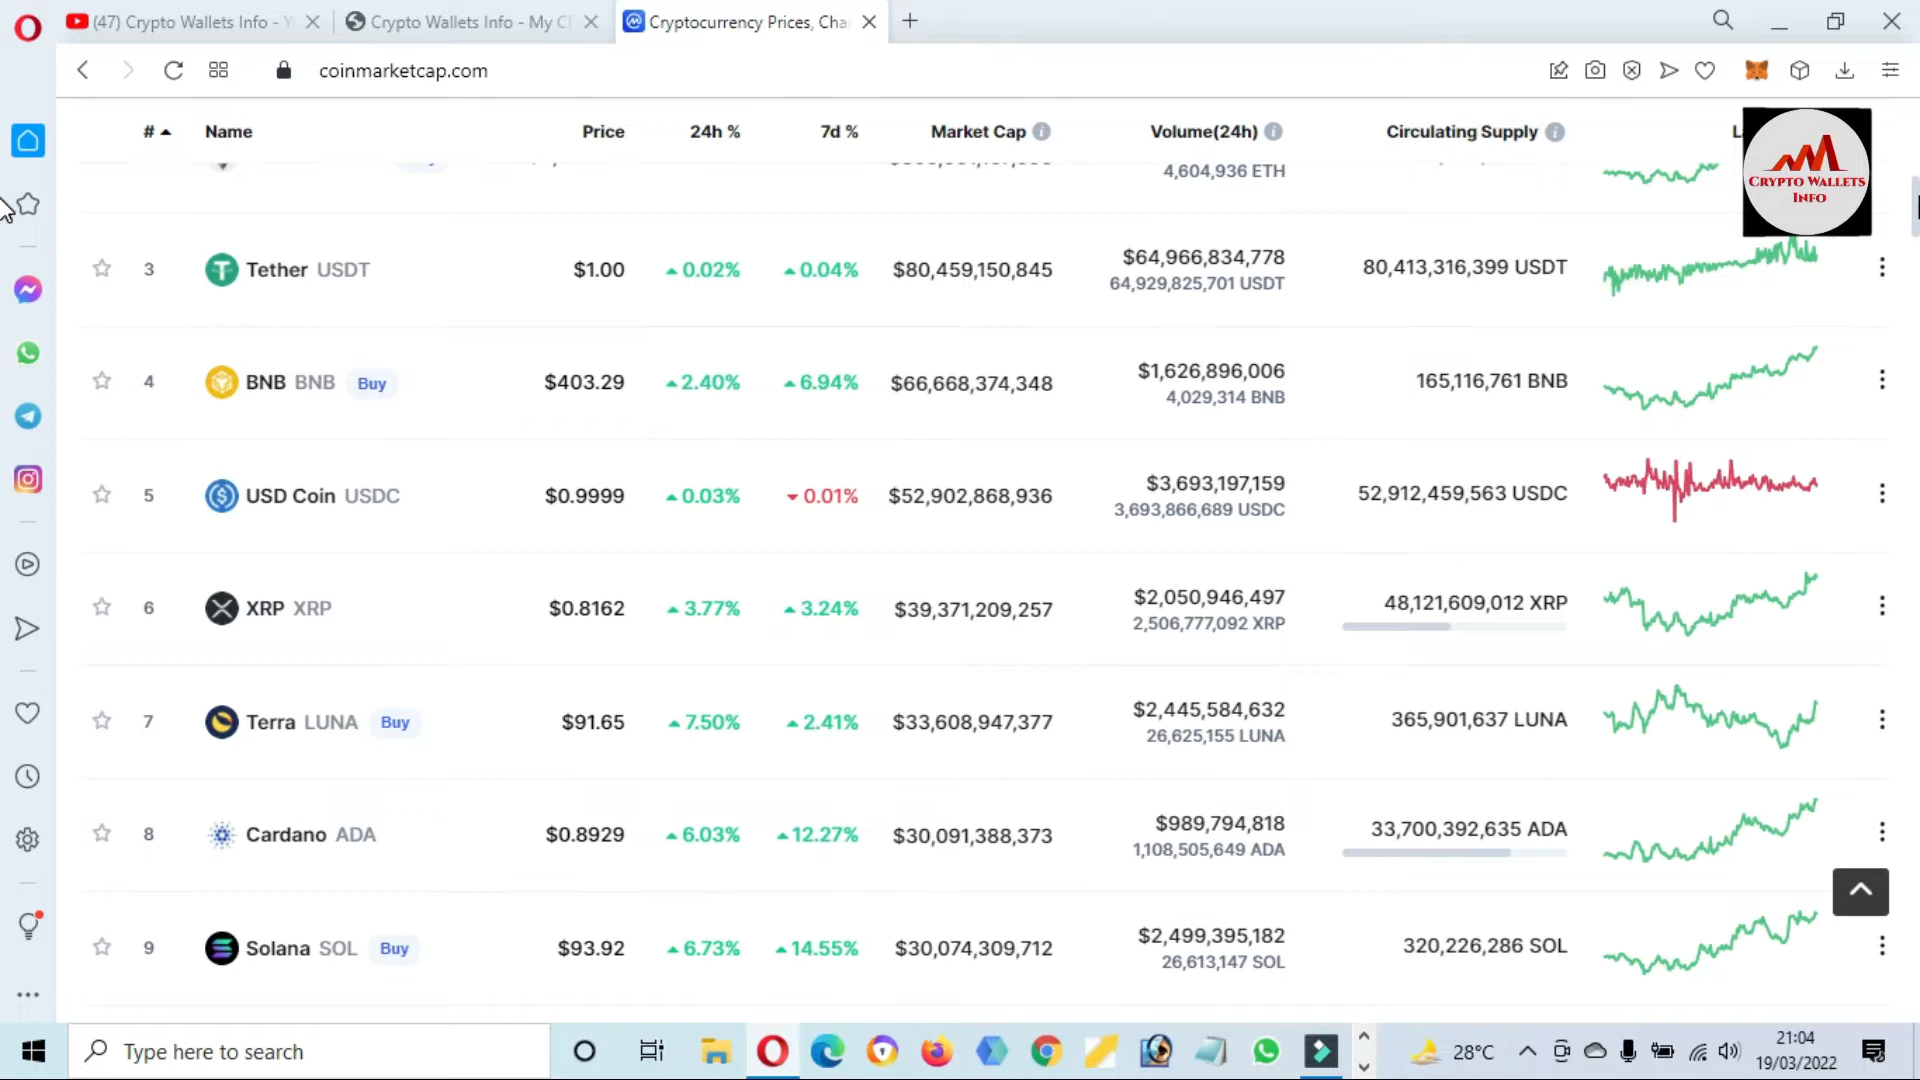 (47) Crypto Wallets Info - Y
Crypto Wallets Info - My C
Cryptocurrency Prices, Cha
coinmarketcap.com
# Name Price 24h % 7d % Market Cap Volume(24h) Circulating Supply L
CRYPTO WALLETS
INFO
4,604,936 ETH
3 Tether USDT $1.00 0.02% 0.04% $80,459,150,845 $64,966,834,778 80,413,316,399 USDT
64,929,825,701 USDT
4 BNB BNB Buy $403.29 2.40% 6.94% $66,668,374,348 $1,626,896,006 165,116,761 BNB
4,029,314 BNB
5 USD Coin USDC $0.9999 0.03% 0.01% $52,902,868,936 $3,693,197,159 52,912,459,563 USDC
3,693,866,689 USDC
6 XRP XRP $0.8162 3.77% 3.24% $39,371,209,257 $2,050,946,497 48,121,609,012 XRP
2,506,777,092 XRP
7 Terra LUNA Buy $91.65 7.50% 2.41% $33,608,947,377 $2,445,584,632 365,901,637 LUNA
26,625,155 LUNA
8 Cardano ADA $0.8929 6.03% 12.27% $30,091,388,373 $989,794,818 33,700,392,635 ADA
1,108,505,649 ADA
9 Solana SOL Buy $93.92 6.73% 14.55% $30,074,309,712 $2,499,395,182 320,226,286 SOL
26,613,147 SOL
Type here to search
28°C
21:04
19/03/2022